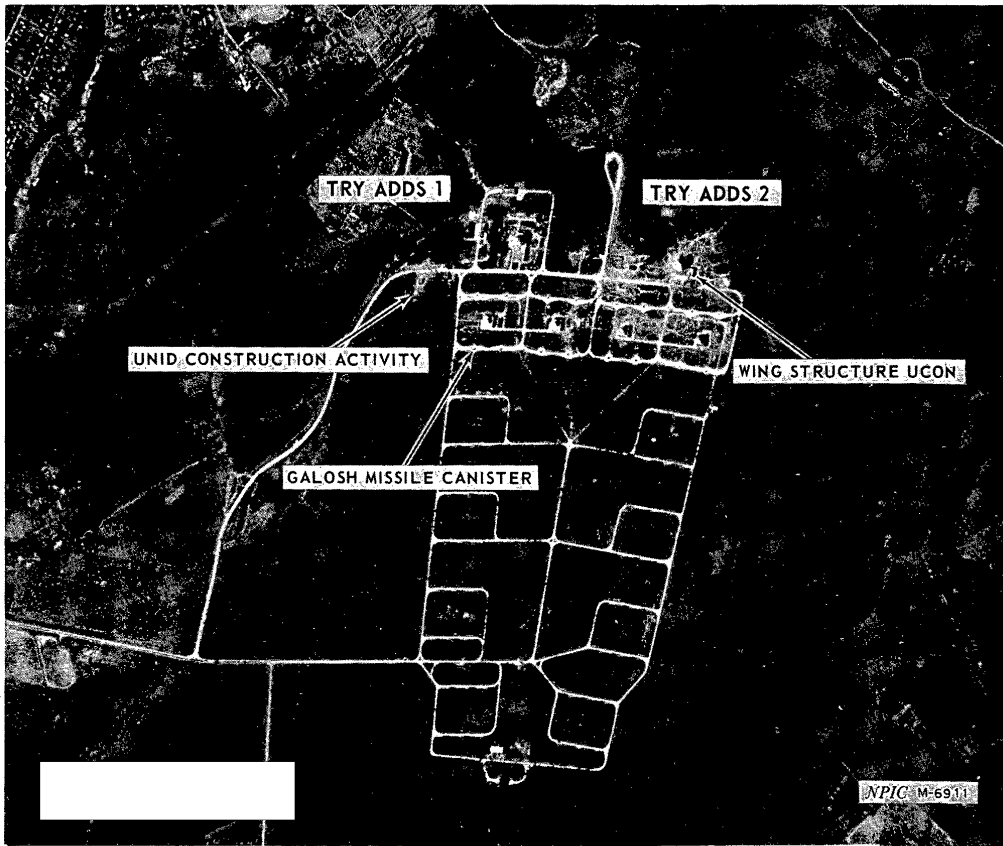 TRY ADDS 1
TRY ADDS 2
UNID CONSTRUCTION ACTIVITY
WING STRUCTURE UCON
GALOSH MISSILE CANISTER
NPIC M-6911